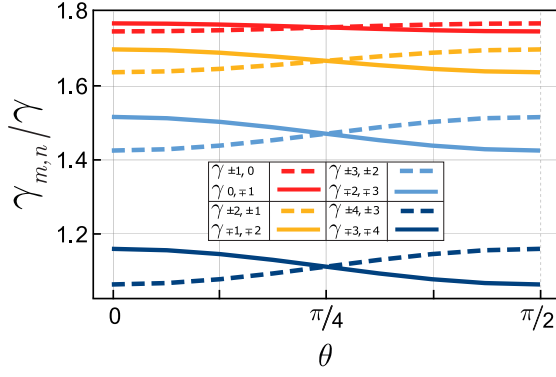 1.8
1.6
1.4
1.2
γm,n/γ
γ ±1, 0
γ 0, ∓1
γ ±2, ±1
γ ∓1, ∓2
γ ±3, ±2
γ ∓2, ∓3
γ ±4, ±3
γ ∓3, ∓4
0
π/4
π/2
θ